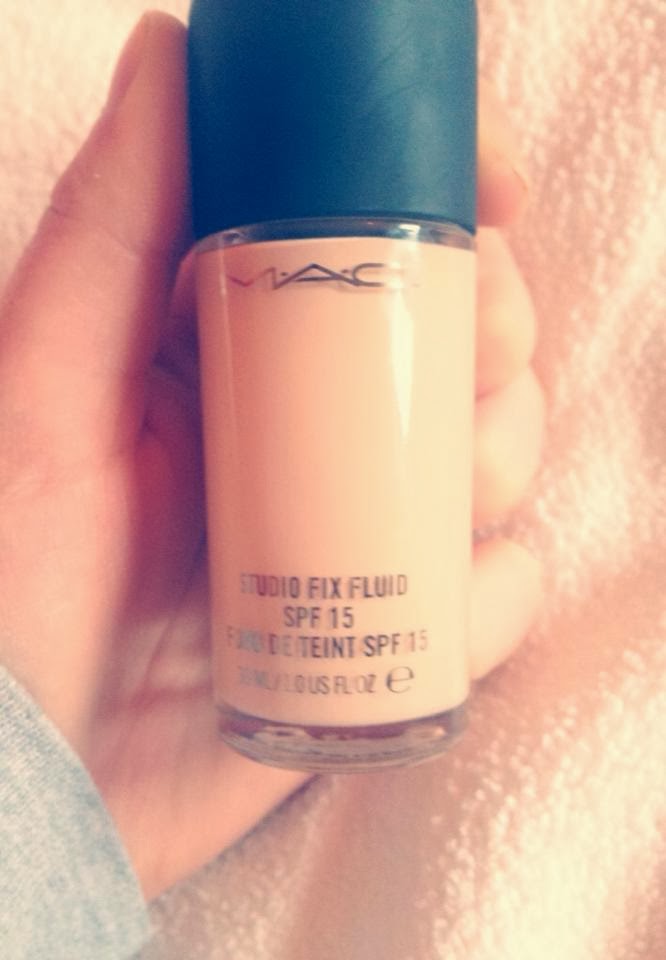 M·A·C
STUDIO FIX FLUID
SPF 15
FOND DE TEINT SPF 15
30 ML / 1.0 US FL OZ e